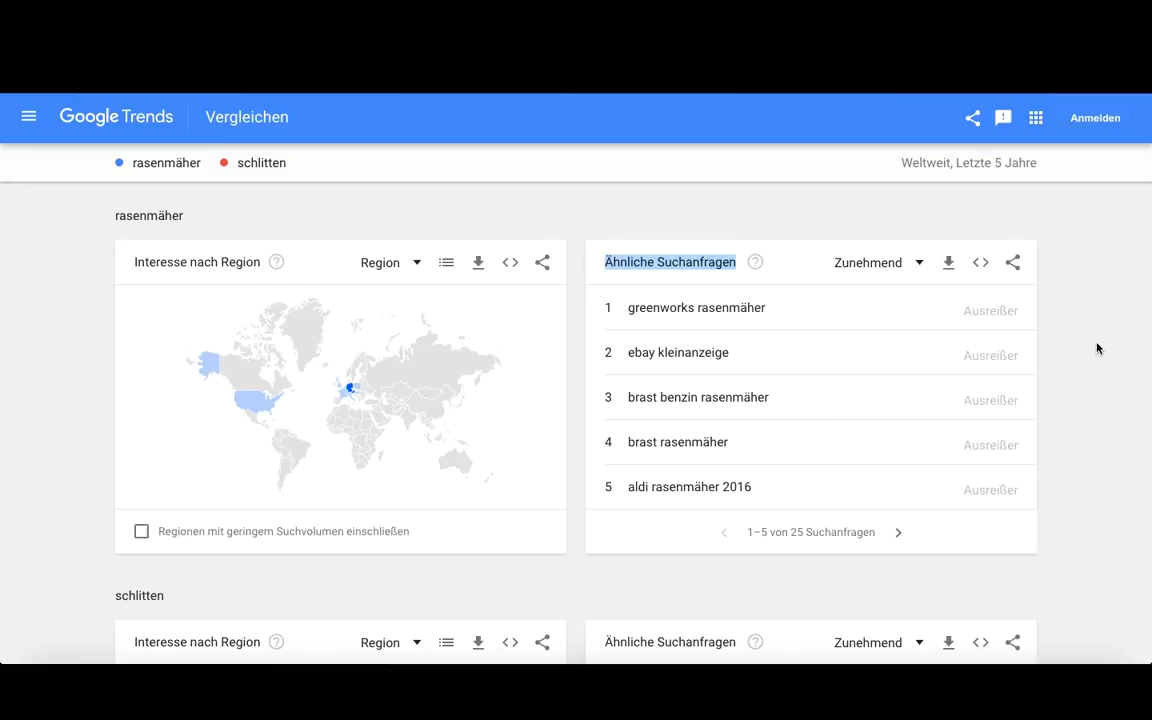 Google Trends Vergleichen Anmelden
rasenmäher schlitten Weltweit, Letzte 5 Jahre
rasenmäher
Interesse nach Region ? Region
Regionen mit geringem Suchvolumen einschließen
Ähnliche Suchanfragen ? Zunehmend
1 greenworks rasenmäher Ausreißer
2 ebay kleinanzeige Ausreißer
3 brast benzin rasenmäher Ausreißer
4 brast rasenmäher Ausreißer
5 aldi rasenmäher 2016 Ausreißer
1–5 von 25 Suchanfragen
schlitten
Interesse nach Region ? Region
Ähnliche Suchanfragen ? Zunehmend